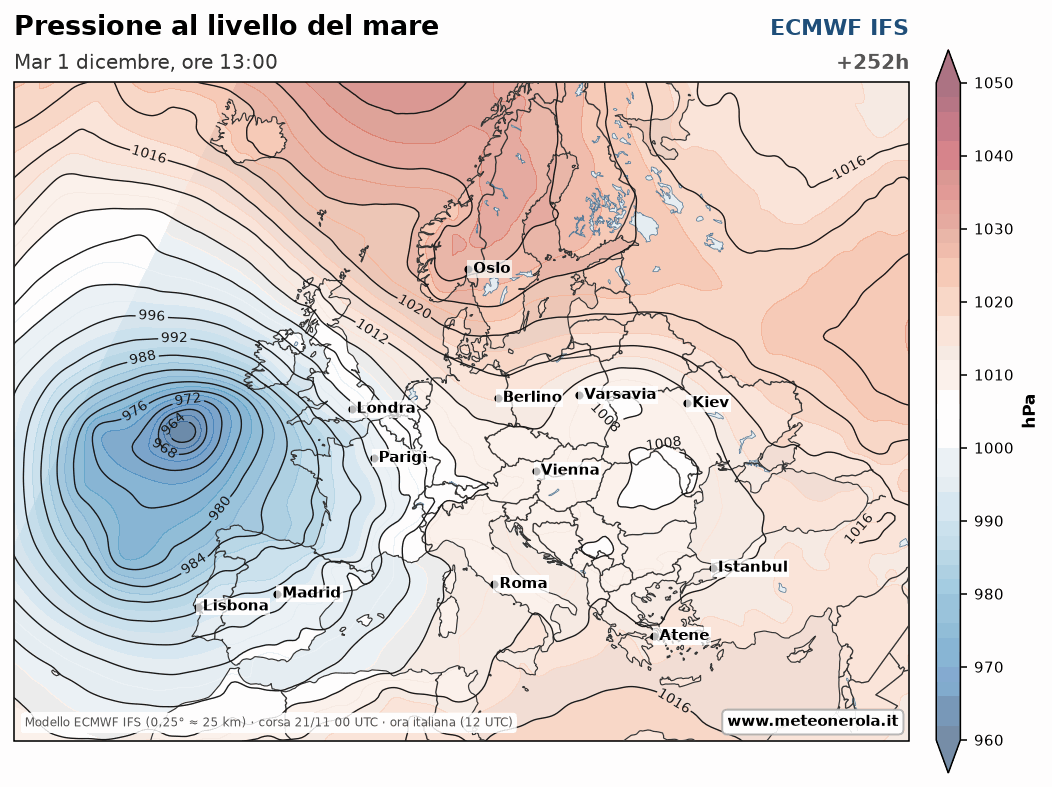 Pressione al livello del mare
ECMWF IFS
Mar 1 dicembre, ore 13:00
+252h
1050
1040
1030
1020
1010
1000
990
980
970
960
hPa
1016
1016
Oslo
1020
996
1012
992
988
972
976
964
968
Londra
Berlino
Varsavia
Kiev
1008
1008
Parigi
Vienna
980
1016
984
Istanbul
Roma
Madrid
Lisbona
Atene
1016
Modello ECMWF IFS (0,25° ≈ 25 km) · corsa 21/11 00 UTC · ora italiana (12 UTC)
www.meteonerola.it